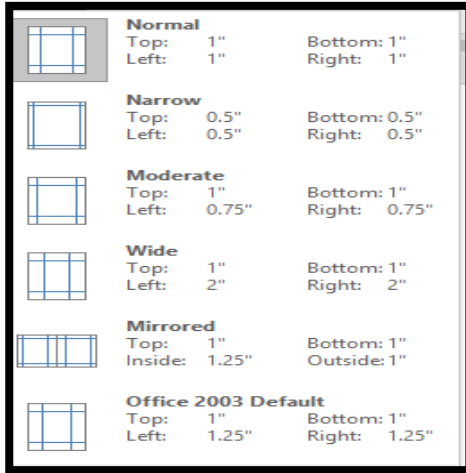 Normal
Top: 1" Bottom: 1"
Left: 1" Right: 1"
Narrow
Top: 0.5" Bottom: 0.5"
Left: 0.5" Right: 0.5"
Moderate
Top: 1" Bottom: 1"
Left: 0.75" Right: 0.75"
Wide
Top: 1" Bottom: 1"
Left: 2" Right: 2"
Mirrored
Top: 1" Bottom: 1"
Inside: 1.25" Outside: 1"
Office 2003 Default
Top: 1" Bottom: 1"
Left: 1.25" Right: 1.25"